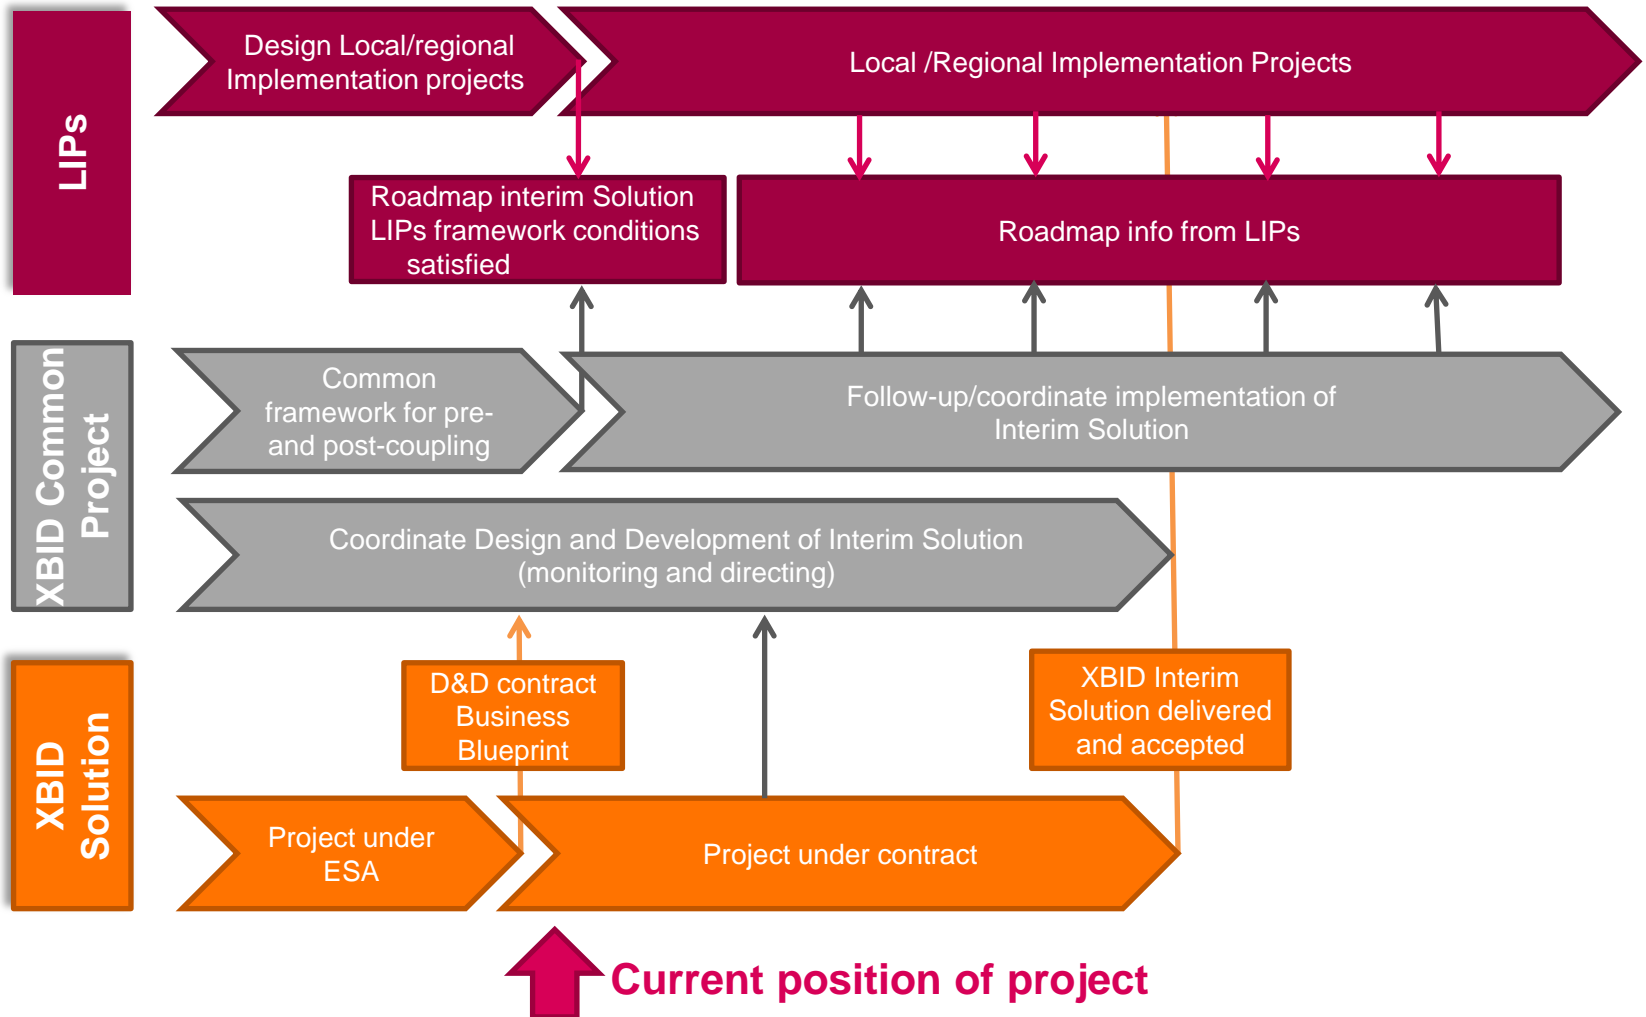 LIPs
Design Local/regional
Implementation projects
Local /Regional Implementation Projects
Roadmap interim Solution
LIPs framework conditions
satisfied
Roadmap info from LIPs
XBID Common
Project
Common
framework for pre-
and post-coupling
Follow-up/coordinate implementation of
Interim Solution
Coordinate Design and Development of Interim Solution
(monitoring and directing)
XBID
Solution
D&D contract
Business
Blueprint
XBID Interim
Solution delivered
and accepted
Project under
ESA
Project under contract
Current position of project